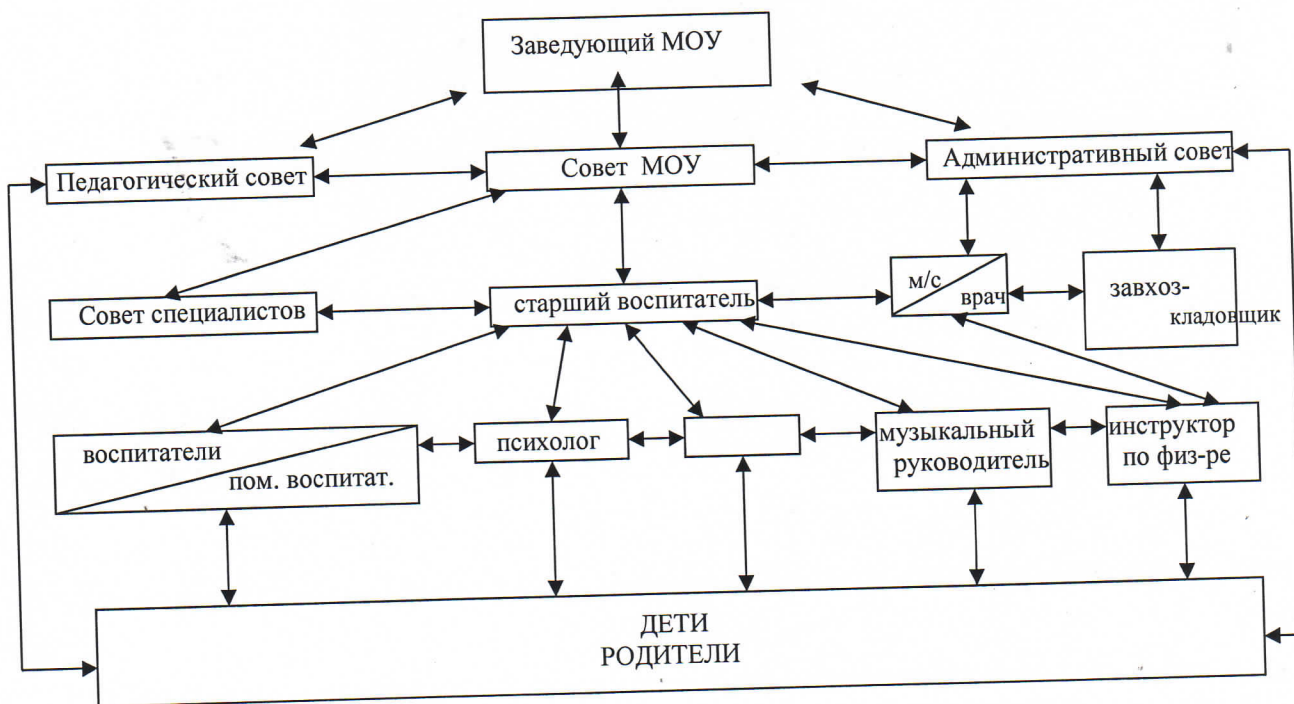 Заведующий МОУ
Педагогический совет
Совет МОУ
Административный совет
Совет специалистов
старший воспитатель
м/с
врач
завхоз-
кладовщик
воспитатели
пом. воспитат.
психолог
музыкальный
руководитель
инструктор
по физ-ре
ДЕТИ
РОДИТЕЛИ